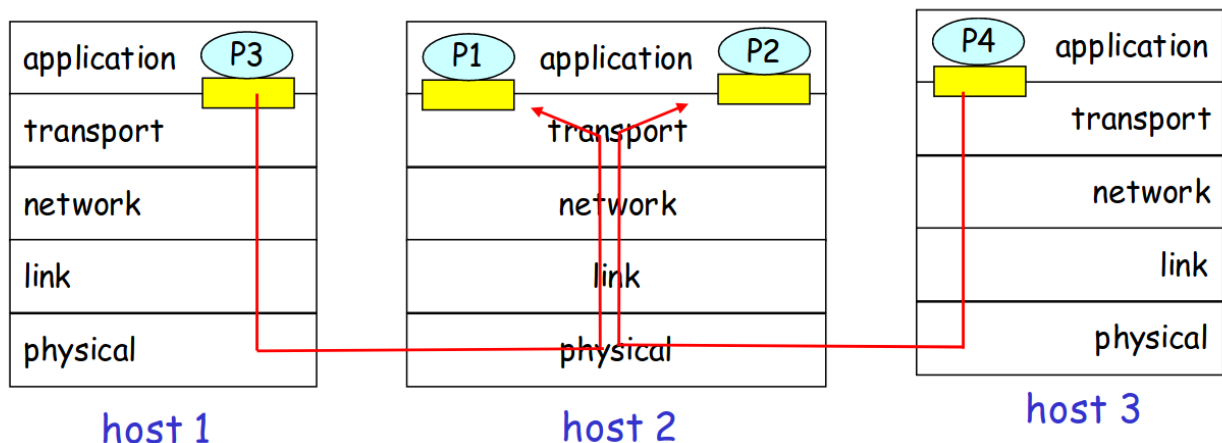 application P3
transport
network
link
physical
host 1
P1 application P2
transport
network
link
physical
host 2
P4 application
transport
network
link
physical
host 3